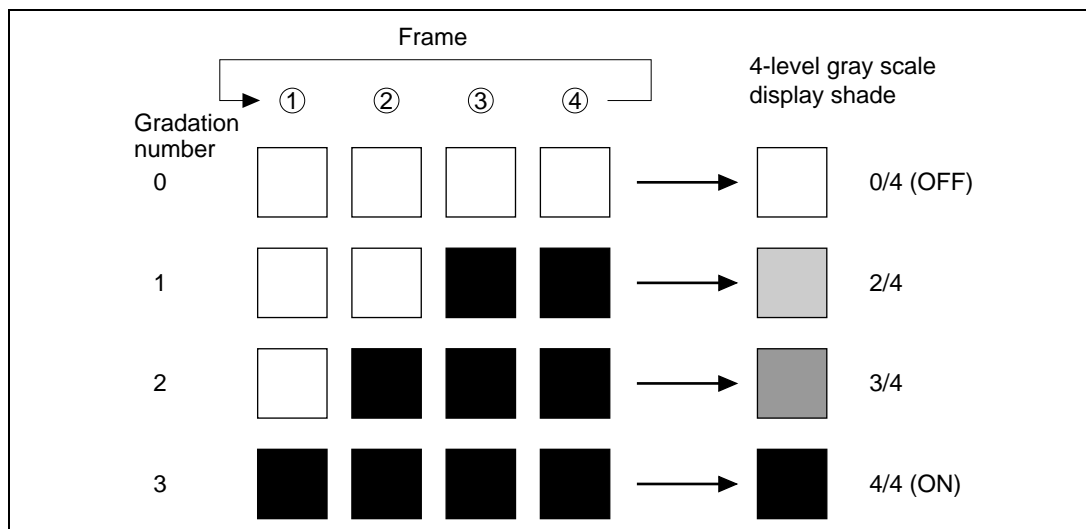 Frame
4-level gray scale
display shade
① ② ③ ④
Gradation
number
0 0/4 (OFF)
1 2/4
2 3/4
3 4/4 (ON)